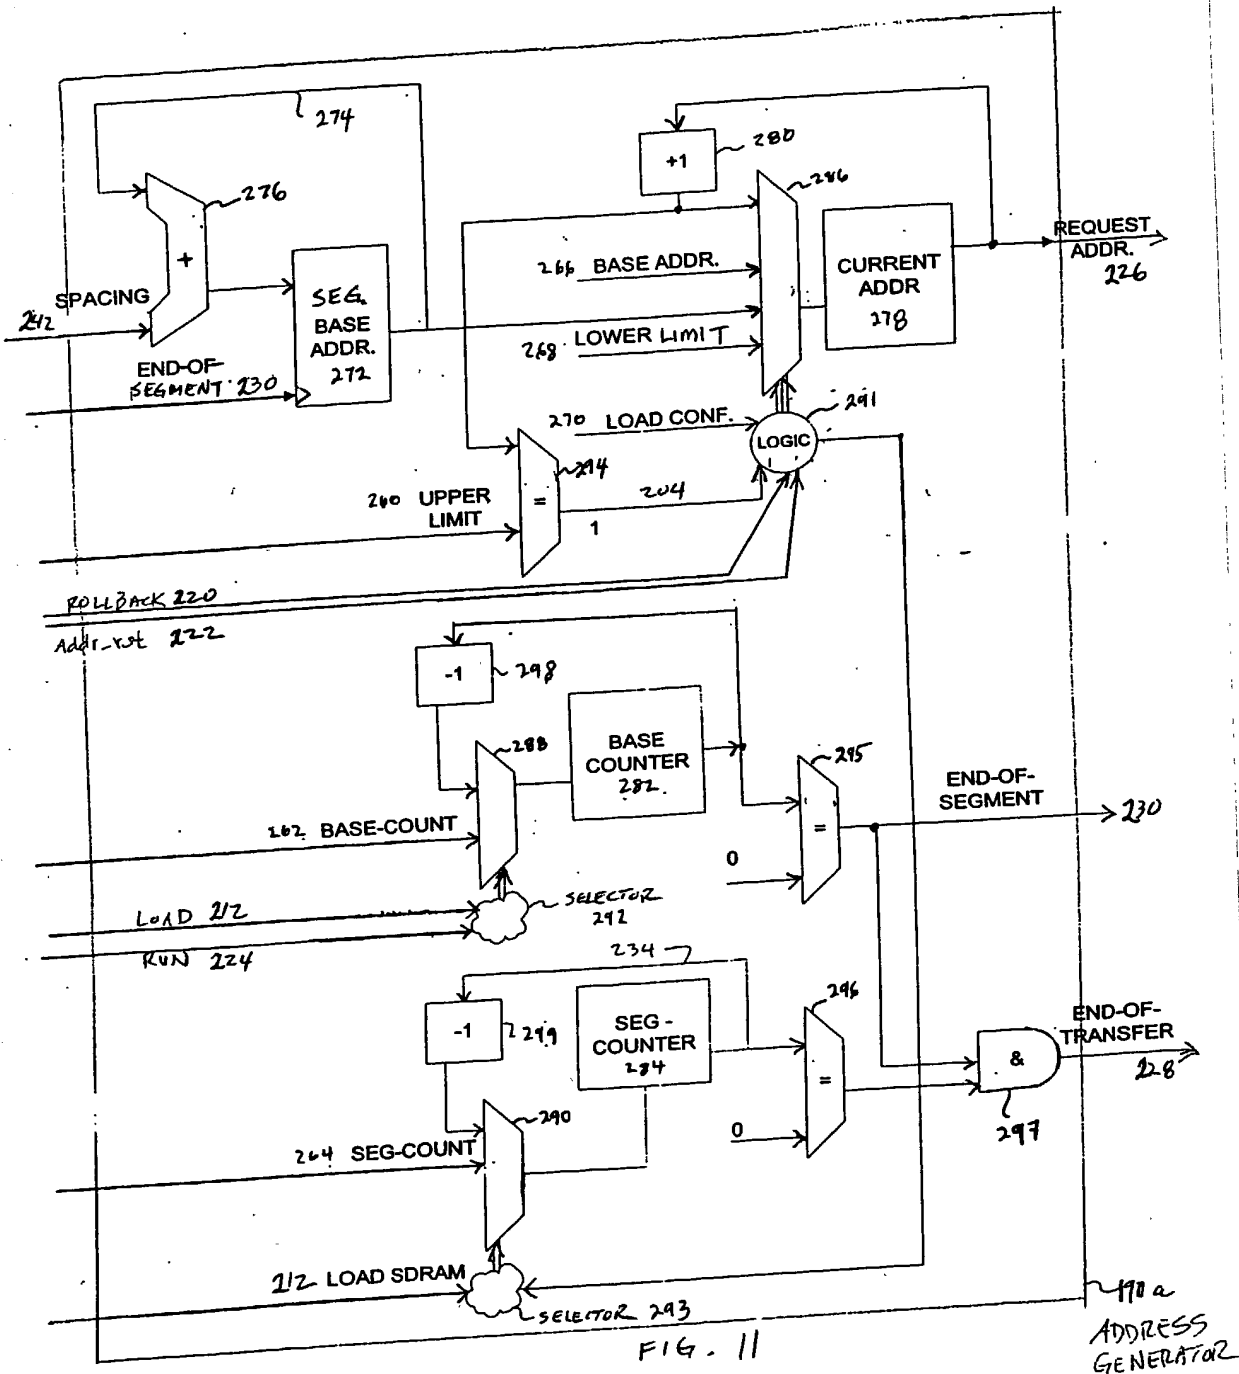 274
280
+1
276
286
+
SPACING
242
SEG.
BASE
ADDR.
272
END-OF-
SEGMENT 230
266 BASE ADDR.
268 LOWER LIMIT
CURRENT
ADDR
278
REQUEST
ADDR.
226
270 LOAD CONF.
291
LOGIC
294
=
204
1
260 UPPER
LIMIT
ROLLBACK 220
Addr_rst 222
-1
298
288
BASE
COUNTER
282
295
=
END-OF-
SEGMENT
230
262 BASE-COUNT
0
LOAD 212
RUN 224
SELECTOR
292
234
-1
299
SEG-
COUNTER
284
296
=
END-OF-
TRANSFER
228
&
297
290
264 SEG-COUNT
0
212 LOAD SDRAM
SELECTOR 293
190a
ADDRESS
GENERATOR
FIG. 11